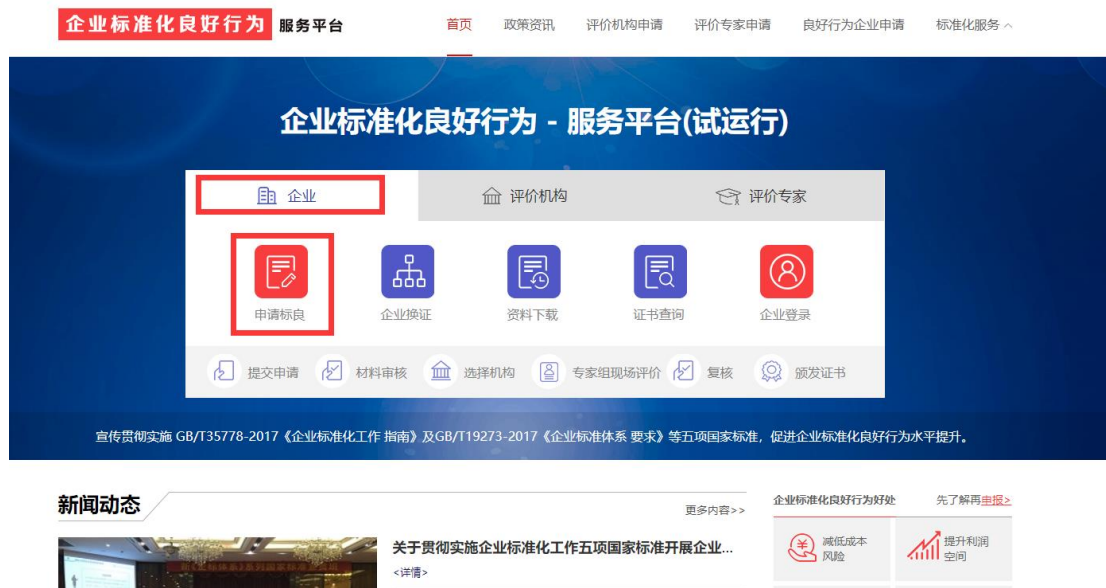 企业标准化良好行为 服务平台
首页 政策资讯 评价机构申请 评价专家申请 良好行为企业申请 标准化服务
企业标准化良好行为 - 服务平台(试运行)
企业 评价机构 评价专家
申请标良 企业换证 资料下载 证书查询 企业登录
提交申请 材料审核 选择机构 专家组现场评价 复核 颁发证书
宣传贯彻实施 GB/T35778-2017《企业标准化工作 指南》及GB/T19273-2017《企业标准体系 要求》等五项国家标准，促进企业标准化良好行为水平提升。
新闻动态 更多内容>>
关于贯彻实施企业标准化工作五项国家标准开展企业...
<详情>
企业标准化良好行为好处 先了解再申报>
减低成本
风险
提升利润
空间